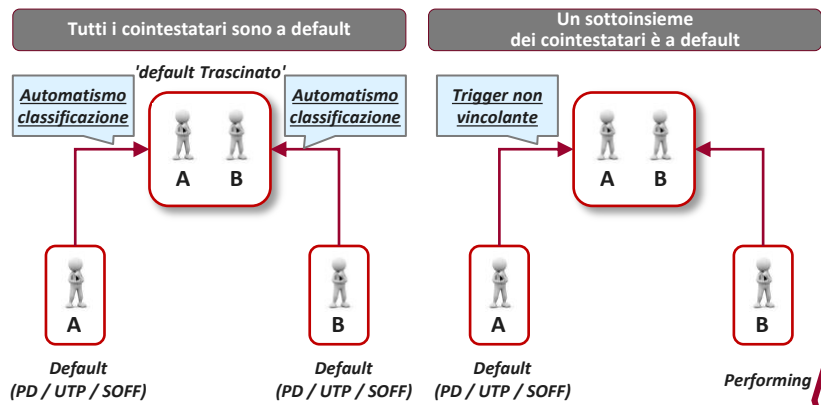 Tutti i cointestatari sono a default
'default Trascinato'
Automatismo
classificazione
Automatismo
classificazione
A B
A
B
Default
(PD / UTP / SOFF)
Default
(PD / UTP / SOFF)
Un sottoinsieme
dei cointestatari è a default
Trigger non
vincolante
A B
A
B
Default
(PD / UTP / SOFF)
Performing